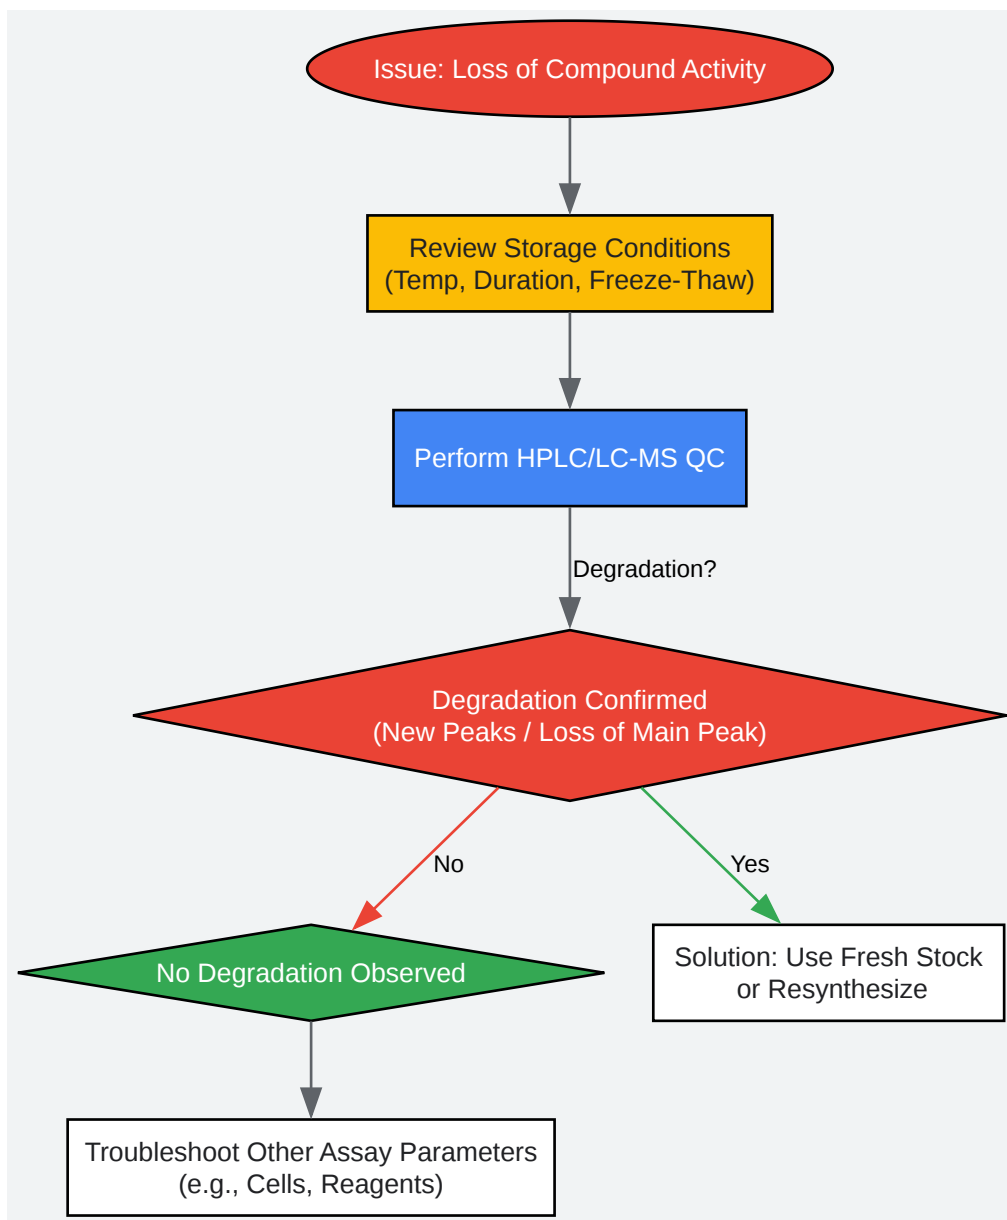 Issue: Loss of Compound Activity
Review Storage Conditions
(Temp, Duration, Freeze-Thaw)
Perform HPLC/LC-MS QC
Degradation?
Degradation Confirmed
(New Peaks / Loss of Main Peak)
No
Yes
No Degradation Observed
Solution: Use Fresh Stock
or Resynthesize
Troubleshoot Other Assay Parameters
(e.g., Cells, Reagents)